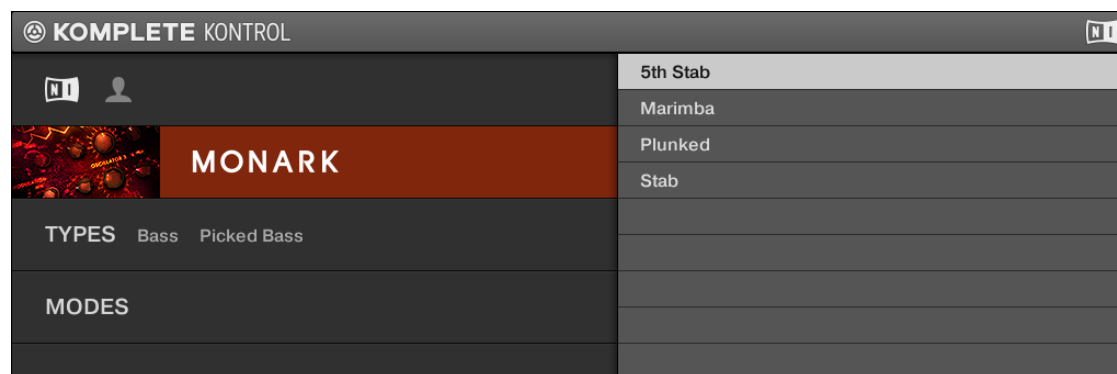 KOMPLETE KONTROL
NI
NI
MONARK
TYPES Bass Picked Bass
MODES
5th Stab
Marimba
Plunked
Stab